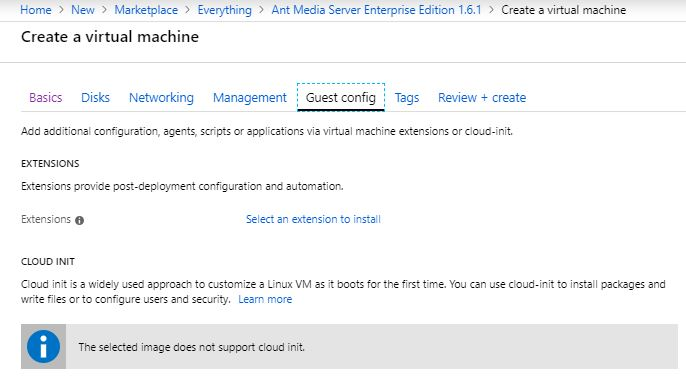 Home > New > Marketplace > Everything > Ant Media Server Enterprise Edition 1.6.1 > Create a virtual machine
Create a virtual machine
Basics Disks Networking Management Guest config Tags Review + create
Add additional configuration, agents, scripts or applications via virtual machine extensions or cloud-init.
EXTENSIONS
Extensions provide post-deployment configuration and automation.
Extensions Select an extension to install
CLOUD INIT
Cloud init is a widely used approach to customize a Linux VM as it boots for the first time. You can use cloud-init to install packages and
write files or to configure users and security. Learn more
The selected image does not support cloud init.